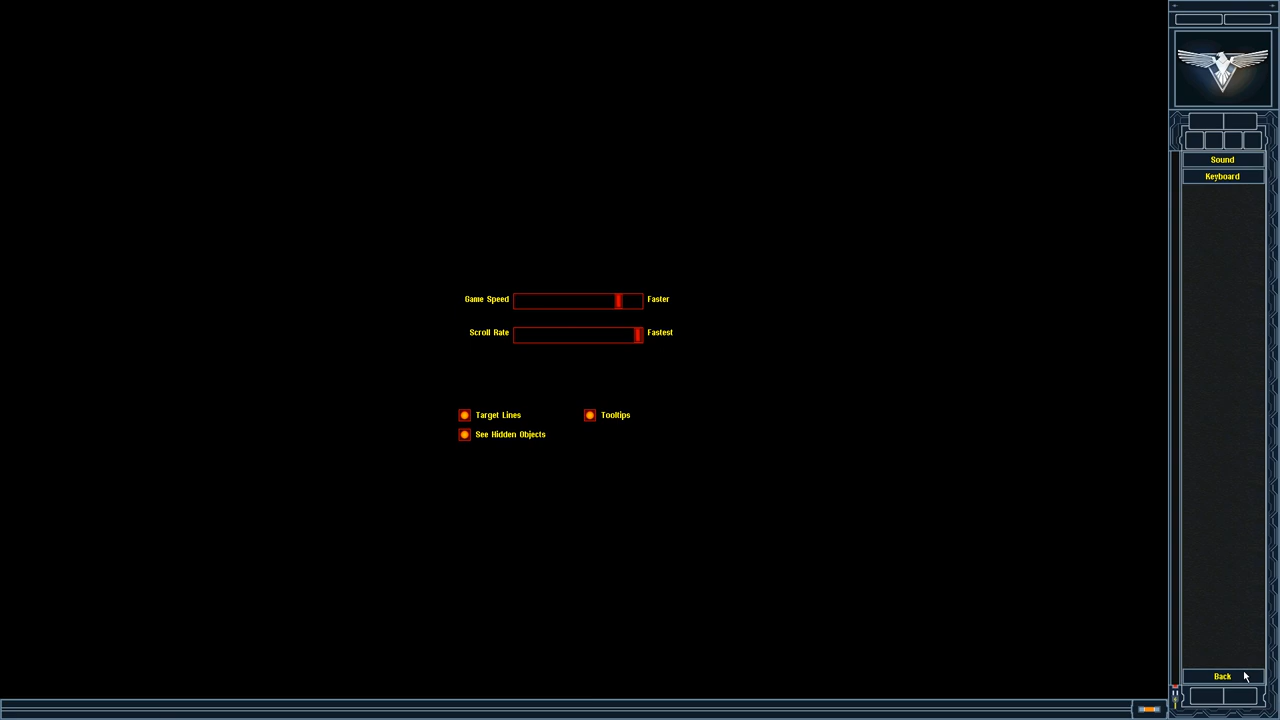 Sound
Keyboard
Game Speed Faster
Scroll Rate Fastest
Target Lines Tooltips
See Hidden Objects
Back